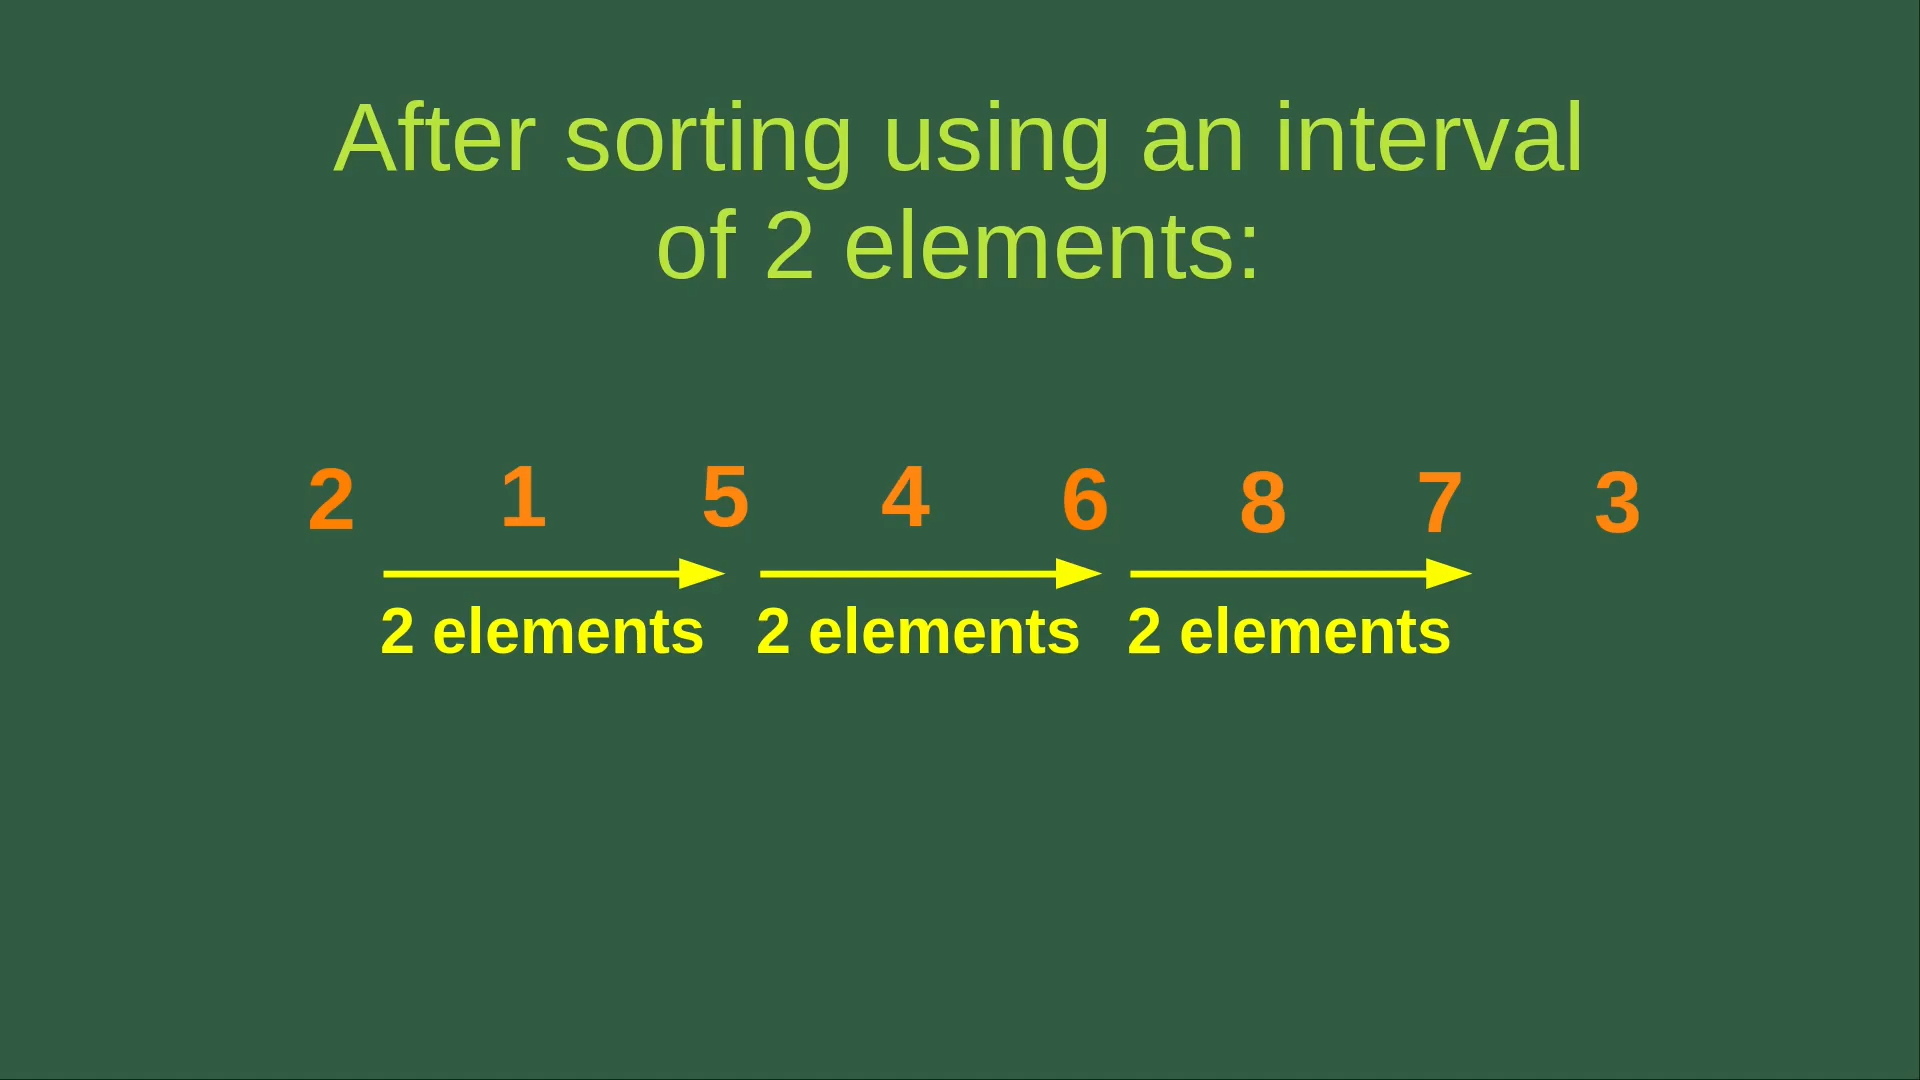 After sorting using an interval
of 2 elements:
2 1 5 4 6 8 7 3
2 elements 2 elements 2 elements